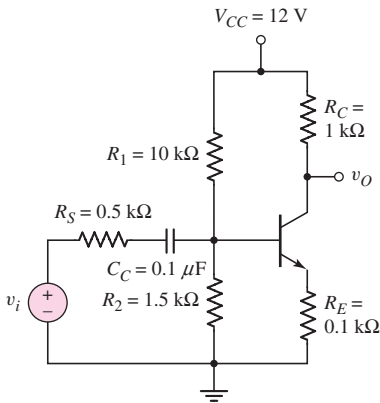 V_CC = 12 V
R_C =
1 kΩ
R_1 = 10 kΩ
v_O
R_S = 0.5 kΩ
C_C = 0.1 μF
v_i
+
−
R_2 = 1.5 kΩ
R_E =
0.1 kΩ